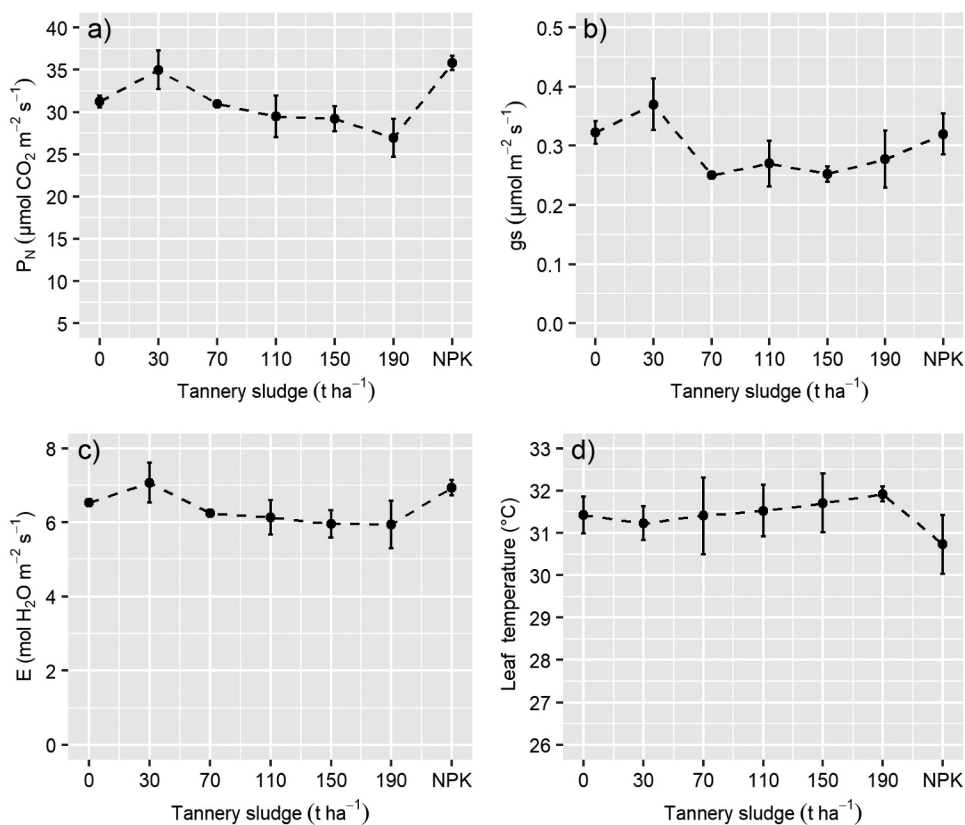 a)
40
35
30
25
20
15
10
5
P_N (µmol CO₂ m⁻² s⁻¹)
0 30 70 110 150 190 NPK
Tannery sludge (t ha⁻¹)
b)
0.5
0.4
0.3
0.2
0.1
0.0
gs (µmol m⁻² s⁻¹)
0 30 70 110 150 190 NPK
Tannery sludge (t ha⁻¹)
c)
8
6
4
2
0
E (mol H₂O m⁻² s⁻¹)
0 30 70 110 150 190 NPK
Tannery sludge (t ha⁻¹)
d)
33
32
31
30
29
28
27
26
Leaf temperature (°C)
0 30 70 110 150 190 NPK
Tannery sludge (t ha⁻¹)